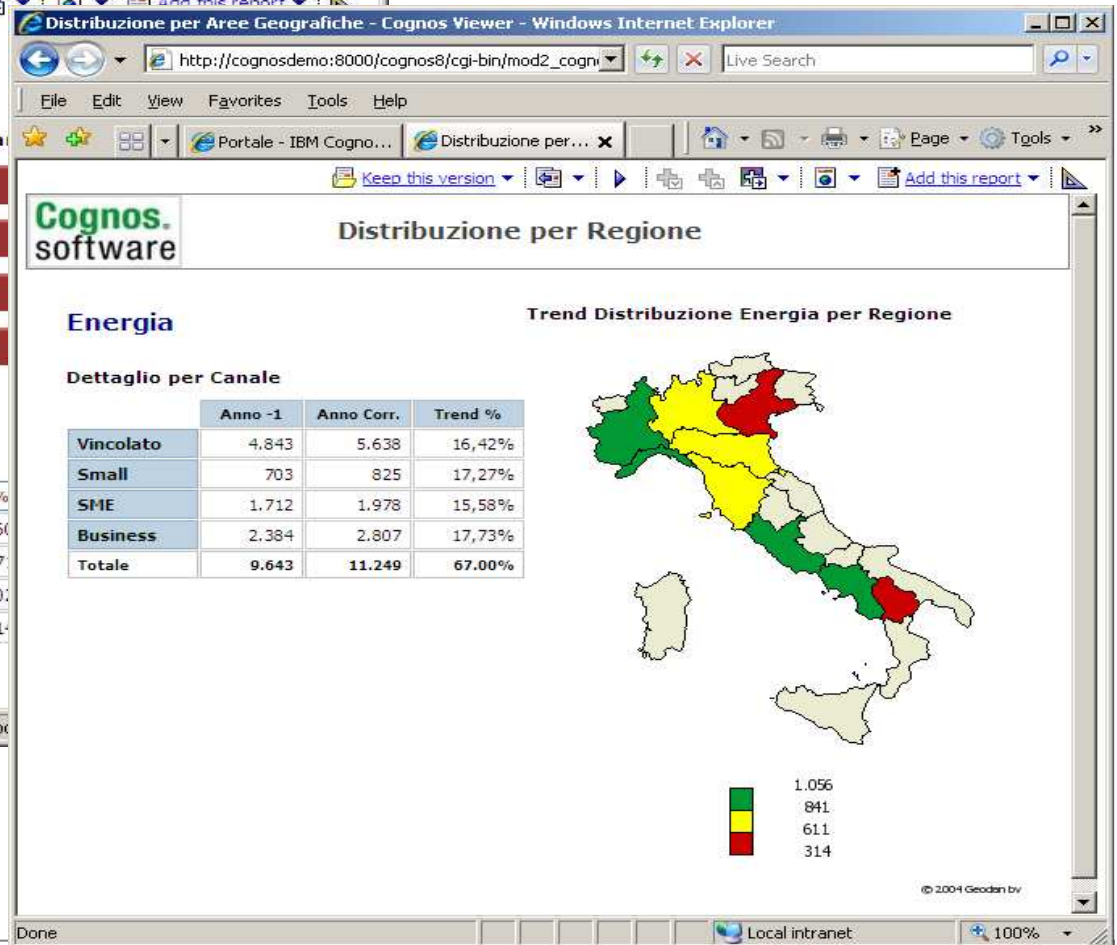 Add this report
Distribuzione per Aree Geografiche - Cognos Viewer - Windows Internet Explorer
http://cognosdemo:8000/cognos8/cgi-bin/mod2_cogn
Live Search
File Edit View Favorites Tools Help
Portale - IBM Cogno...
Distribuzione per...
Page
Tools
»
Keep this version
Add this report
Cognos.
software
Distribuzione per Regione
Energia
Trend Distribuzione Energia per Regione
Dettaglio per Canale
Anno -1 Anno Corr. Trend %
Vincolato 4.843 5.638 16,42%
Small 703 825 17,27%
SME 1.712 1.978 15,58%
Business 2.384 2.807 17,73%
Totale 9.643 11.249 67.00%
1.056
841
611
314
© 2004 Geodan bv
Done
Local intranet
100%